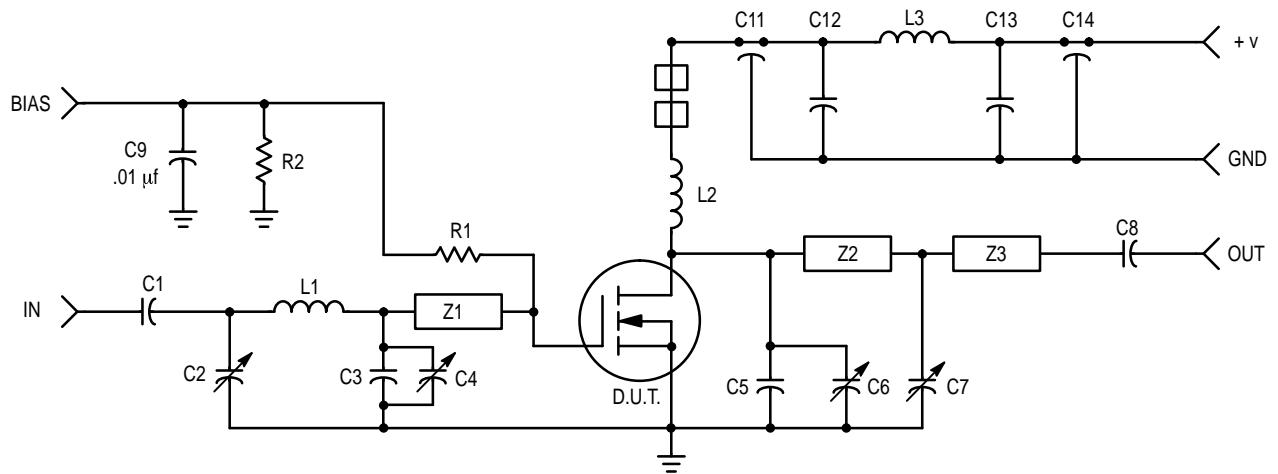 C11
C12
L3
C13
C14
+ v
BIAS
C9
.01 µf
R2
GND
L2
R1
C8
IN
C1
L1
Z1
Z2
Z3
OUT
C2
C3
C4
D.U.T.
C5
C6
C7